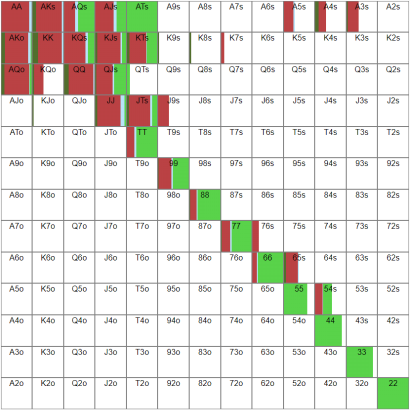 AA AKs AQs AJs ATs A9s A8s A7s A6s A5s A4s A3s A2s
AKo KK KQs KJs KTs K9s K8s K7s K6s K5s K4s K3s K2s
AQo KQo QQ QJs QTs Q9s Q8s Q7s Q6s Q5s Q4s Q3s Q2s
AJo KJo QJo JJ JTs J9s J8s J7s J6s J5s J4s J3s J2s
ATo KTo QTo JTo TT T9s T8s T7s T6s T5s T4s T3s T2s
A9o K9o Q9o J9o T9o 99 98s 97s 96s 95s 94s 93s 92s
A8o K8o Q8o J8o T8o 98o 88 87s 86s 85s 84s 83s 82s
A7o K7o Q7o J7o T7o 97o 87o 77 76s 75s 74s 73s 72s
A6o K6o Q6o J6o T6o 96o 86o 76o 66 65s 64s 63s 62s
A5o K5o Q5o J5o T5o 95o 85o 75o 65o 55 54s 53s 52s
A4o K4o Q4o J4o T4o 94o 84o 74o 64o 54o 44 43s 42s
A3o K3o Q3o J3o T3o 93o 83o 73o 63o 53o 43o 33 32s
A2o K2o Q2o J2o T2o 92o 82o 72o 62o 52o 42o 32o 22